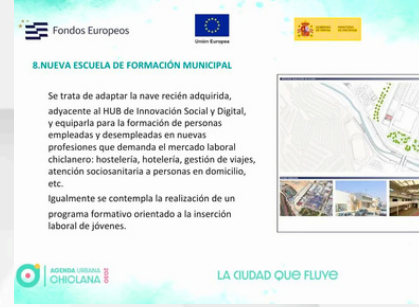 Fondos Europeos
Unión Europea
8.NUEVA ESCUELA DE FORMACIÓN MUNICIPAL
Se trata de adaptar la nave recién adquirida,
adyacente al HUB de Innovación Social y Digital,
y equiparla para la formación de personas
empleadas y desempleadas en nuevas
profesiones que demanda el mercado laboral
chiclanero: hostelería, hotelería, gestión de viajes,
atención sociosanitaria a personas en domicilio,
etc.
Igualmente se contempla la realización de un
programa formativo orientado a la inserción
laboral de jóvenes.
AGENDA URBANA
CHICLANA
LA CIUDAD QUE FLUYE